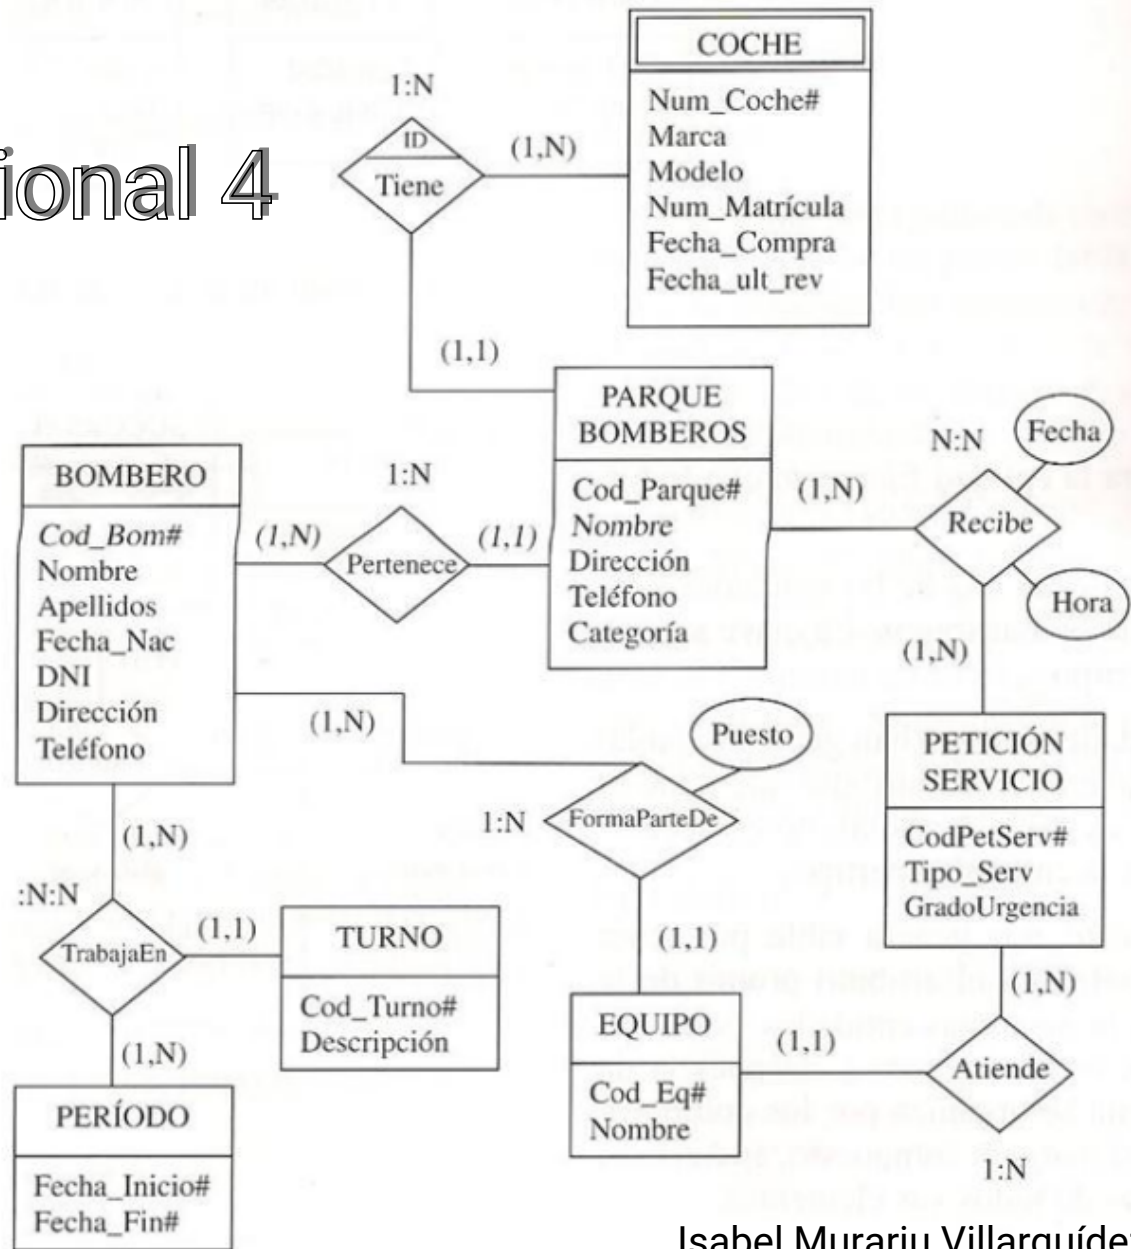 ional 4
COCHE
Num_Coche#
Marca
Modelo
Num_Matrícula
Fecha_Compra
Fecha_ult_rev
1:N
ID
Tiene
(1,N)
(1,1)
PARQUE
BOMBEROS
Cod_Parque#
Nombre
Dirección
Teléfono
Categoría
BOMBERO
Cod_Bom#
Nombre
Apellidos
Fecha_Nac
DNI
Dirección
Teléfono
1:N
(1,N)
Pertenece
(1,1)
N:N
Fecha
(1,N)
Recibe
Hora
(1,N)
PETICIÓN
SERVICIO
CodPetServ#
Tipo_Serv
GradoUrgencia
(1,N)
Puesto
1:N
FormaParteDe
(1,1)
(1,N)
:N:N
TrabajaEn
(1,1)
TURNO
Cod_Turno#
Descripción
(1,N)
PERÍODO
Fecha_Inicio#
Fecha_Fin#
EQUIPO
Cod_Eq#
Nombre
(1,1)
(1,N)
Atiende
1:N
Isabel Murariu Villarguide